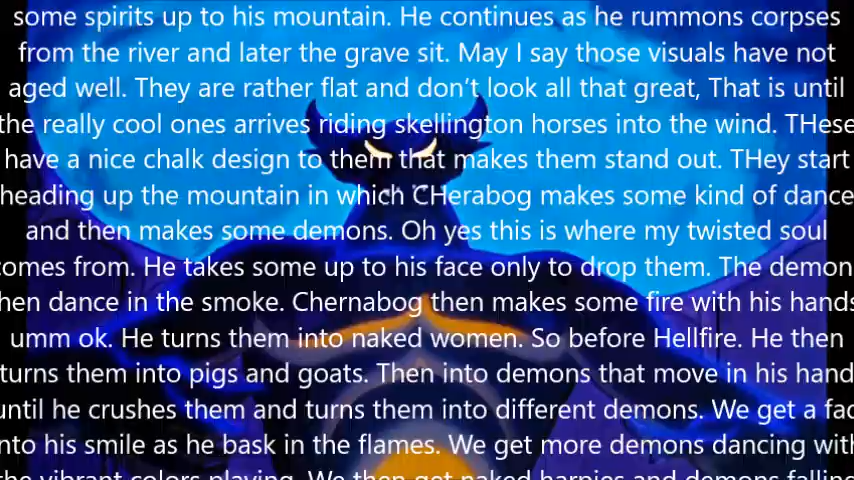 some spirits up to his mountain. He continues as he rummons corpses
from the river and later the grave sit. May I say those visuals have not
aged well. They are rather flat and don't look all that great, That is until
the really cool ones arrives riding skellington horses into the wind. THese
have a nice chalk design to them that makes them stand out. THey start
heading up the mountain in which CHerabog makes some kind of dance
and then makes some demons. Oh yes this is where my twisted soul
comes from. He takes some up to his face only to drop them. The demon
then dance in the smoke. Chernabog then makes some fire with his hands
umm ok. He turns them into naked women. So before Hellfire. He then
turns them into pigs and goats. Then into demons that move in his hand
until he crushes them and turns them into different demons. We get a fac
into his smile as he bask in the flames. We get more demons dancing with
the vibrant colors playing. We then get naked harpies and demons falling